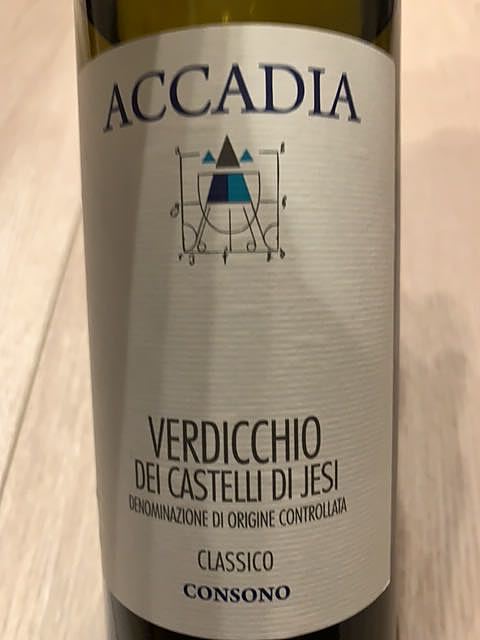 ACCADIA
VERDICCHIO
DEI CASTELLI DI JESI
DENOMINAZIONE DI ORIGINE CONTROLLATA
CLASSICO
CONSONO